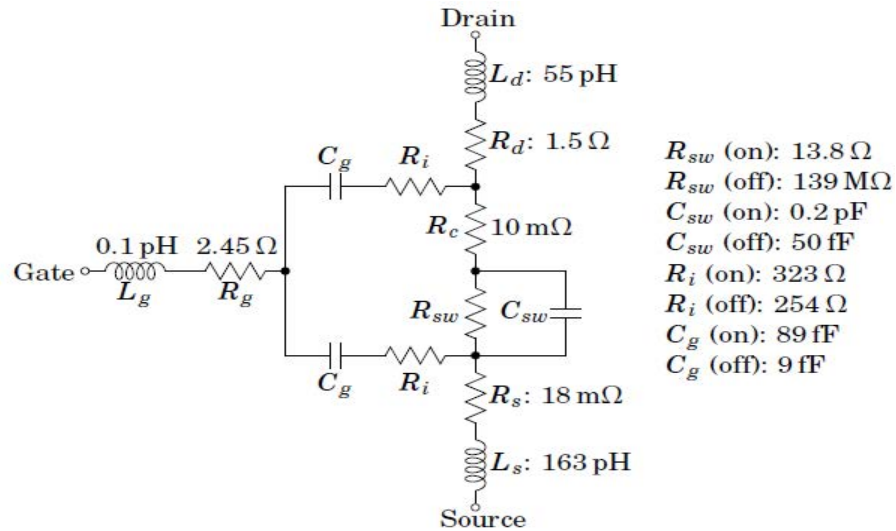 Drain
L_d: 55 pH
R_d: 1.5 Ω
C_g R_i
R_c 10 mΩ
0.1 pH 2.45 Ω
Gate
L_g R_g
R_sw C_sw
C_g R_i
R_s: 18 mΩ
L_s: 163 pH
Source
R_sw (on): 13.8 Ω
R_sw (off): 139 MΩ
C_sw (on): 0.2 pF
C_sw (off): 50 fF
R_i (on): 323 Ω
R_i (off): 254 Ω
C_g (on): 89 fF
C_g (off): 9 fF